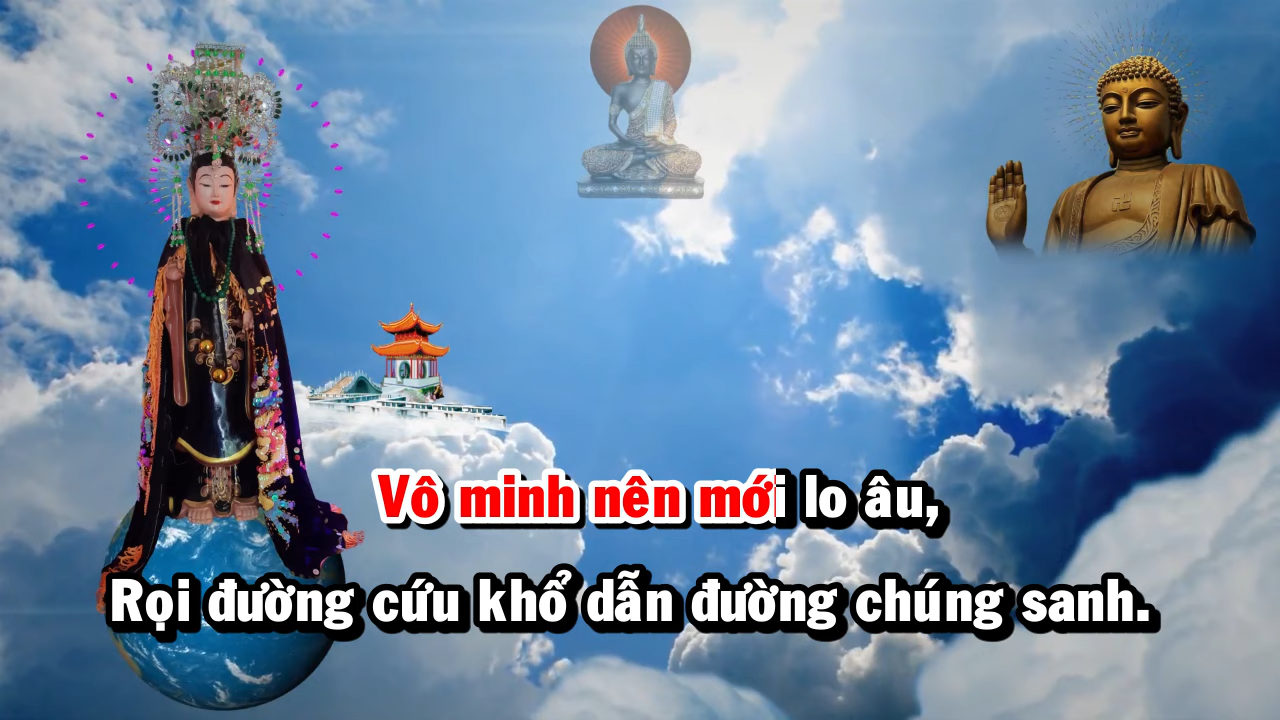 Vô minh nên mới lo âu,
Rọi đường cứu khổ dẫn đường chúng sanh.